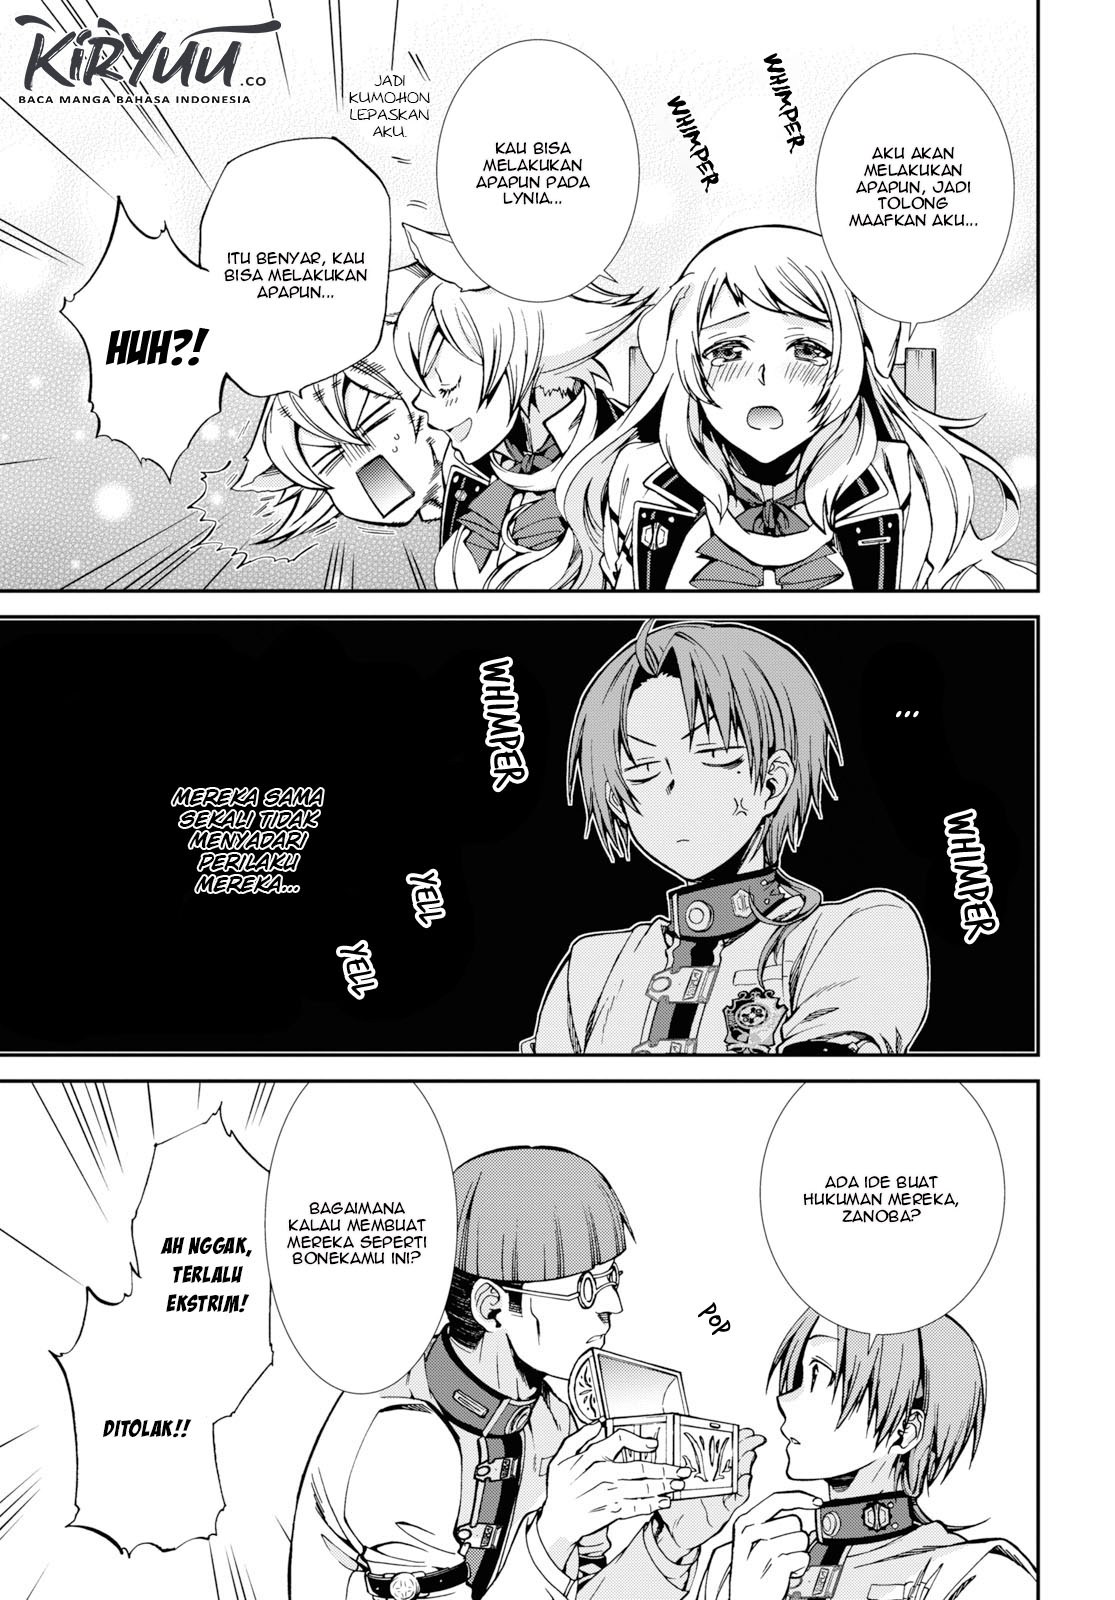 KIRYUU.CO
BACA MANGA BAHASA INDONESIA
WHIMPER
WHIMPER
AKU AKAN
MELAKUKAN
APAPUN, JADI
TOLONG
MAAFKAN AKU...
KAU BISA
MELAKUKAN
APAPUN PADA
LYNIA...
JADI
KUMOHON
LEPASKAN
AKU.
ITU BENYAR, KAU
BISA MELAKUKAN
APAPUN...
HUH?!
...
WHIMPER
WHIMPER
MEREKA SAMA
SEKALI TIDAK
MENYADARI
PERILAKU
MEREKA...
YELL
YELL
ADA IDE BUAT
HUKUMAN MEREKA,
ZANOBA?
POP
BAGAIMANA
KALAU MEMBUAT
MEREKA SEPERTI
BONEKAMU INI?
AH NGGAK,
TERLALU
EKSTRIM!
DITOLAK!!